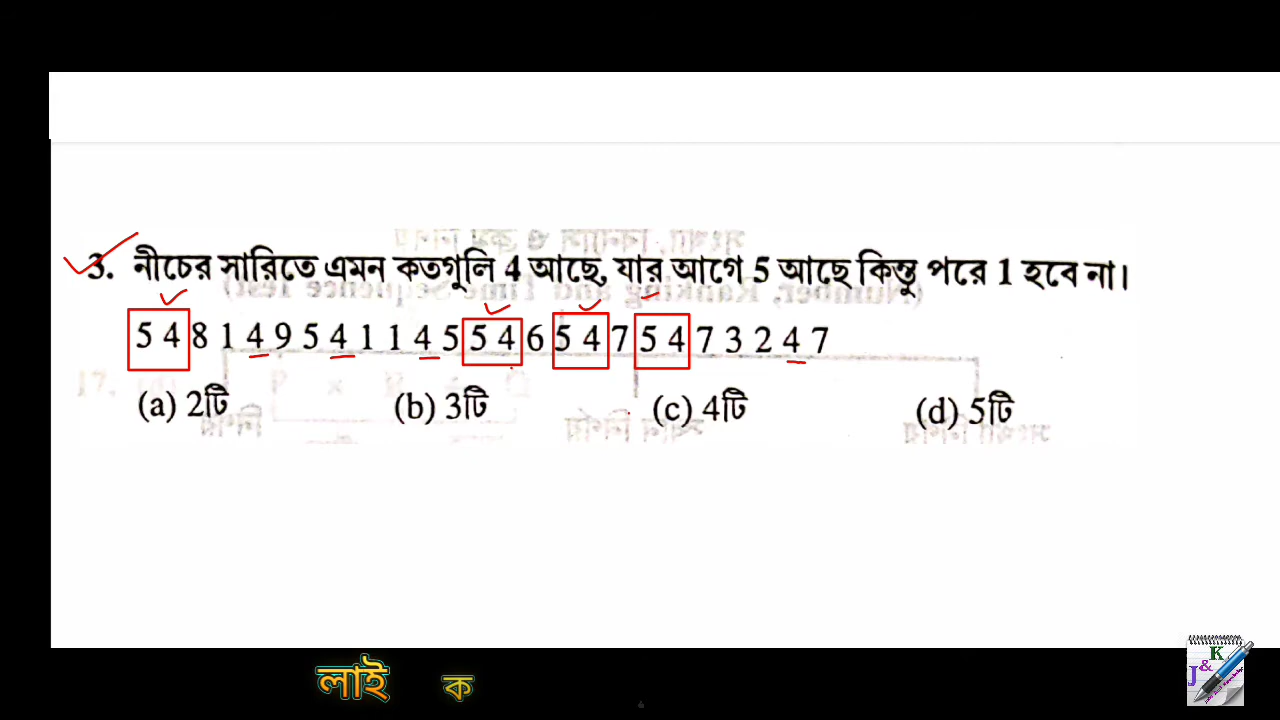 3. নীচের সারিতে এমন কতগুলি 4 আছে, যার আগে 5 আছে কিন্তু পরে 1 হবে না।
5 4 8 1 4 9 5 4 1 1 4 5 5 4 6 5 4 7 5 4 7 3 2 4 7
(a) 2টি (b) 3টি (c) 4টি (d) 5টি
লাই ক
J & K